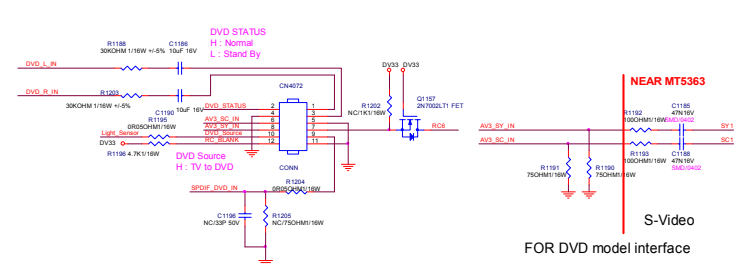 DVD STATUS
H : Normal
L : Stand By
R1188
30KOHM 1/16W +/-5%
C1186
10uF 16V
DVD_L_IN
DVD_R_IN
R1203
30KOHM 1/16W +/-5%
C1190
10uF 16V
R1195
0R05OHM1/16W
Light_Sensor
DV33
R1196 4.7K1/16W
DVD_STATUS
AV3_SC_IN
AV3_SY_IN
DVD_Source
RC_BLANK
CN4072
2
4
6
8
10
12
1
3
5
7
9
11
CONN
DVD Source
H : TV to DVD
SPDIF_DVD_IN
R1204
0R05OHM1/16W
C1196
NC/33P 50V
R1205
NC/75OHM1/16W
DV33
DV33
R1202
NC/1K1/16W
Q1157
2N7002LT1 FET
RC6
NEAR MT5363
AV3_SY_IN
AV3_SC_IN
R1192
100OHM1/16W
C1185
47N16V
SMD/0402
SY1
R1193
100OHM1/16W
C1188
47N16V
SMD/0402
SC1
R1191
75OHM1/16W
R1190
75OHM1/16W
S-Video
FOR DVD model interface